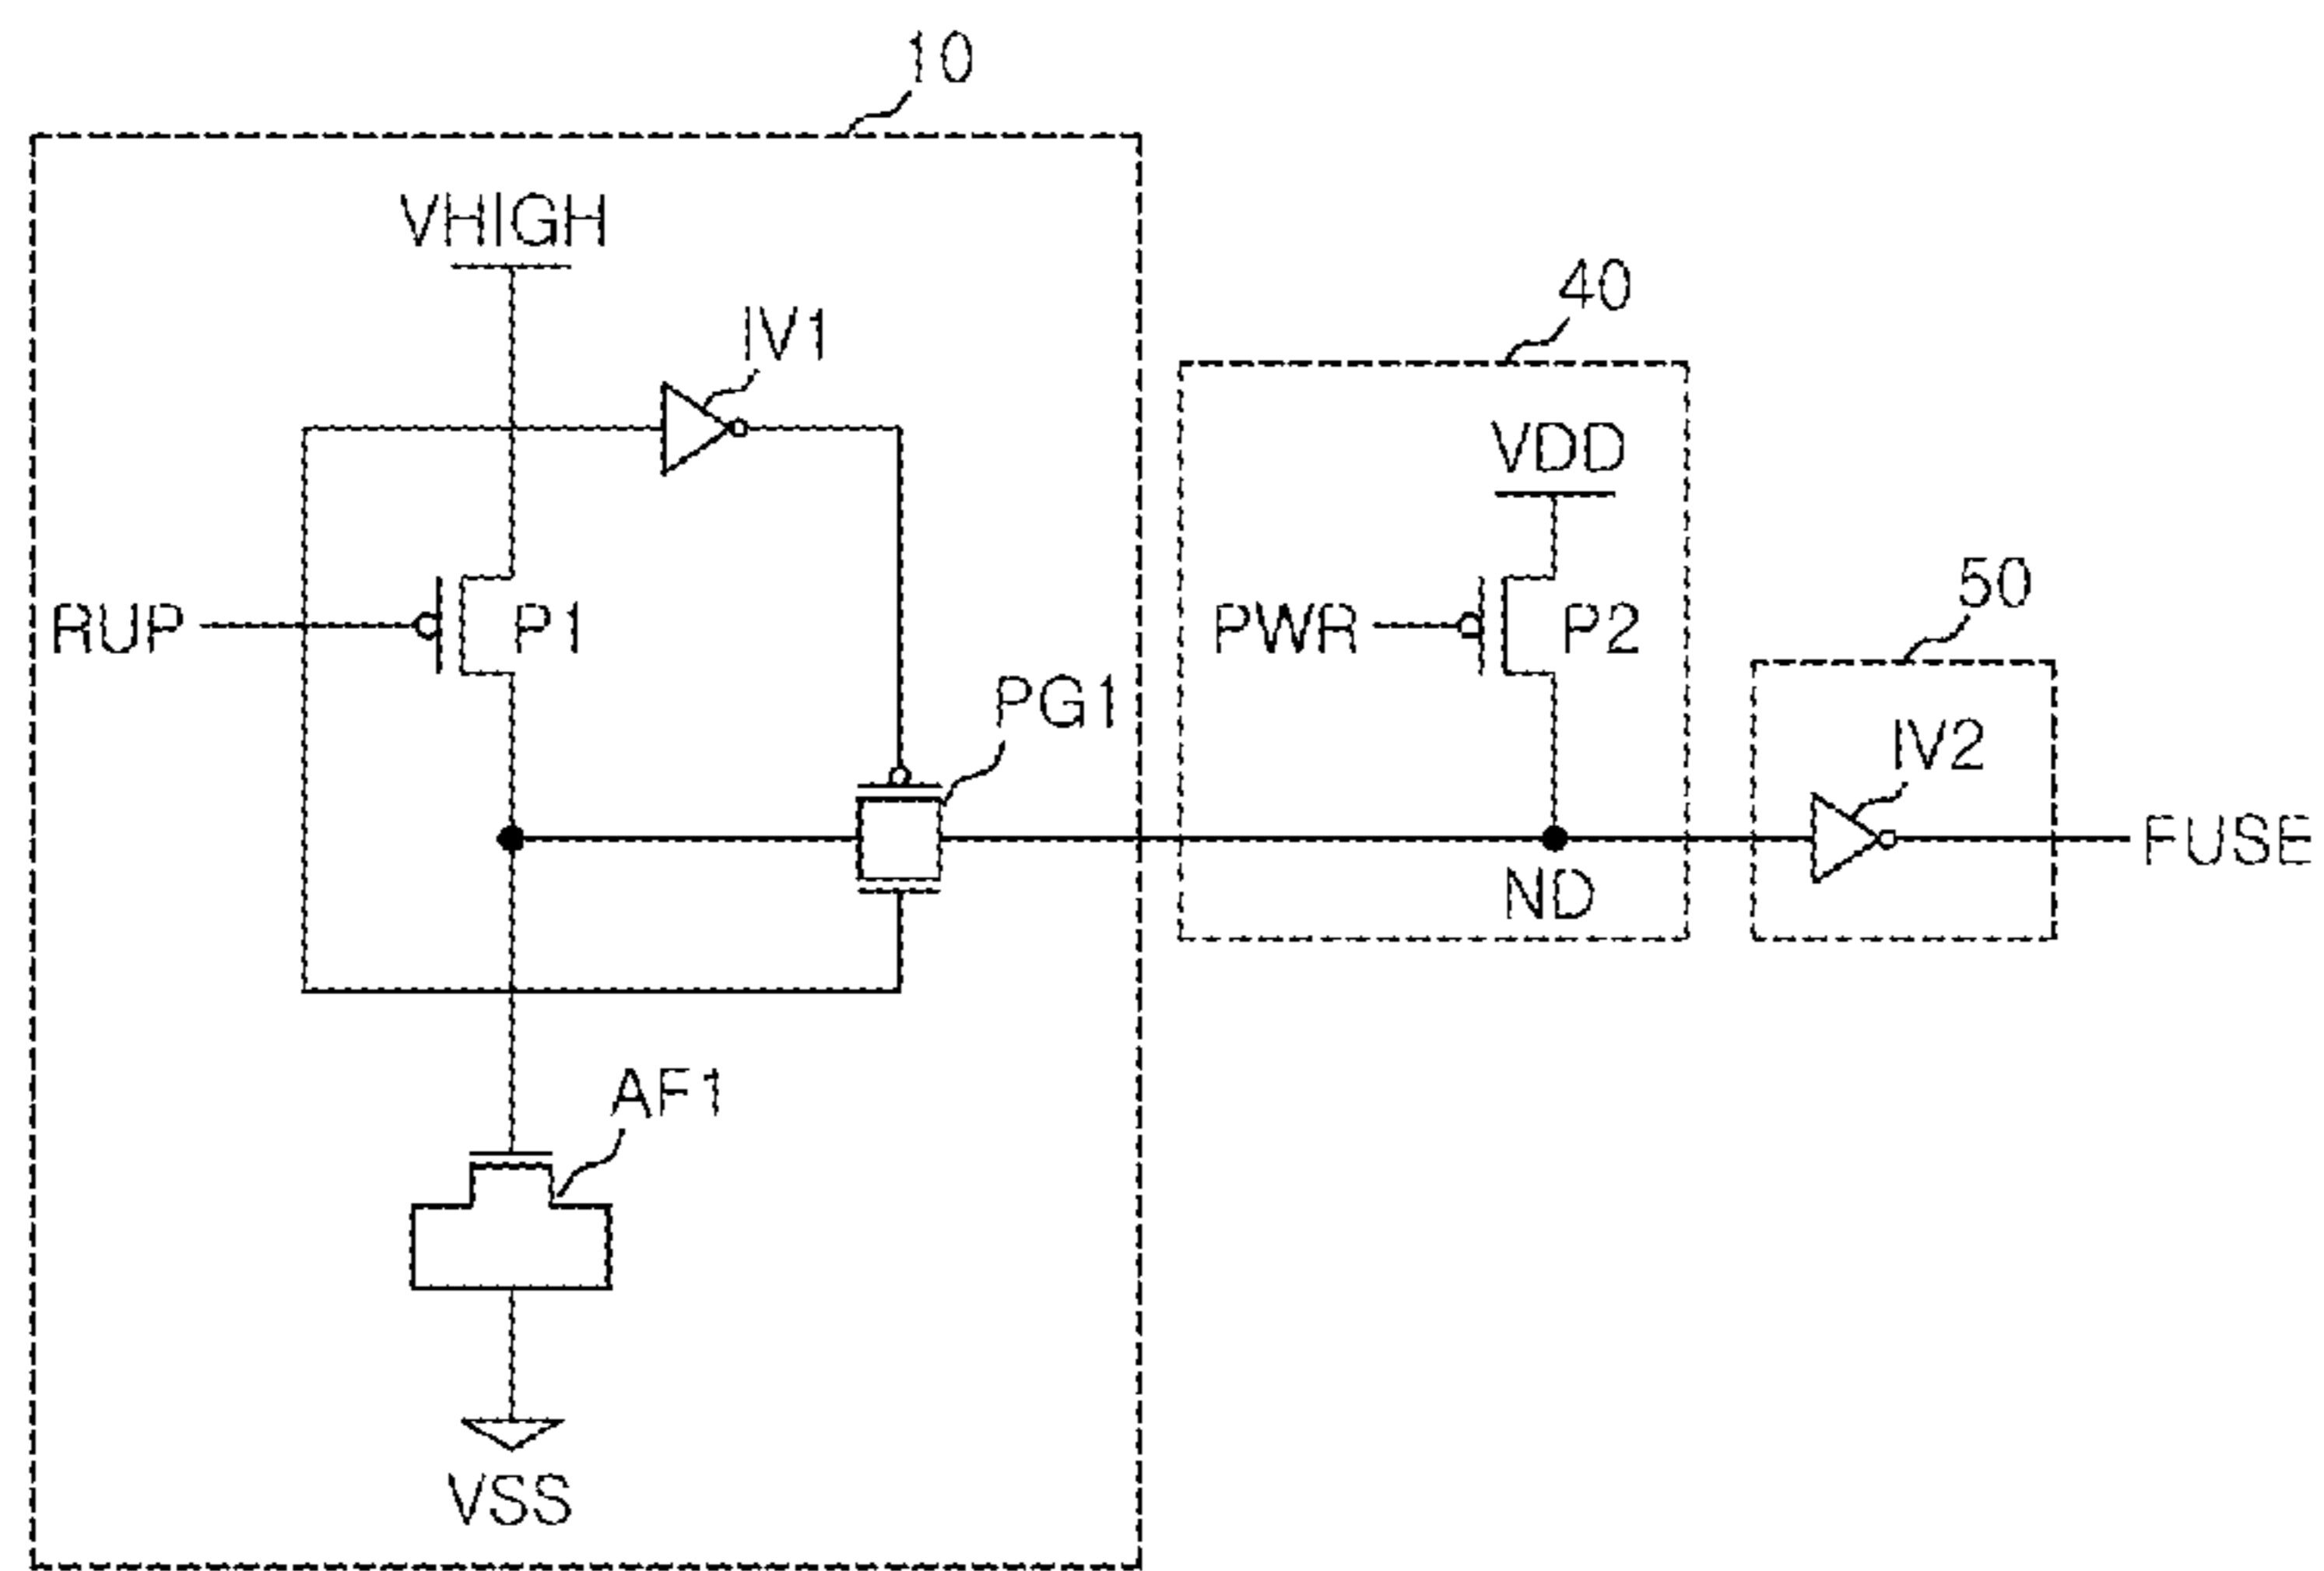 10
VHIGH
IV1
40
VDD
RUP
P1
PWR
P2
50
PG1
IV2
FUSE
ND
AF1
VSS